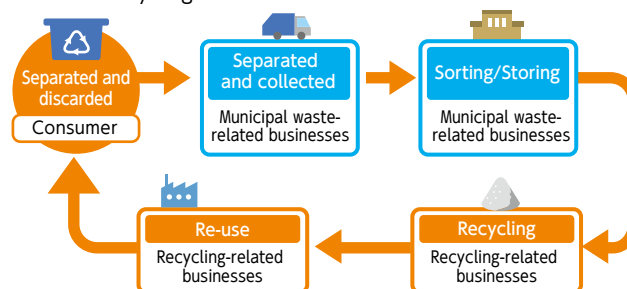 Separated and
discarded
Consumer
Separated
and collected
Municipal waste-
related businesses
Sorting/Storing
Municipal waste-
related businesses
Re-use
Recycling-related
businesses
Recycling
Recycling-related
businesses